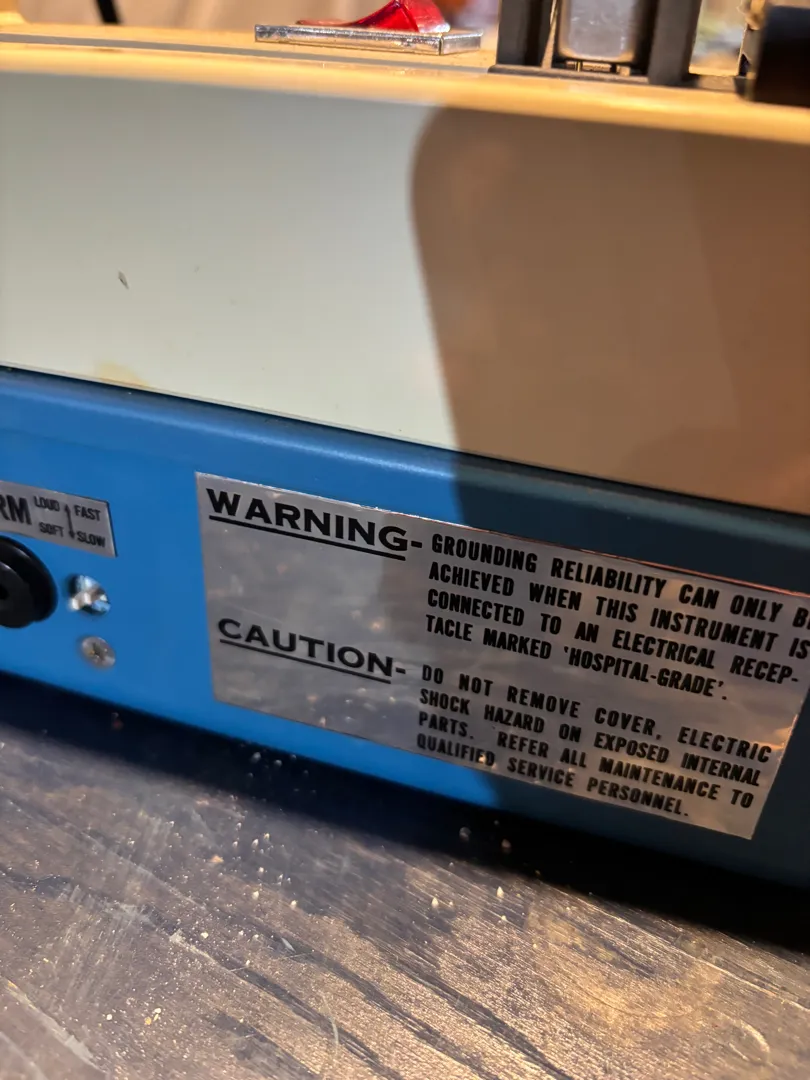 RM LOUD FAST
SOFT SLOW
WARNING- GROUNDING RELIABILITY CAN ONLY B
ACHIEVED WHEN THIS INSTRUMENT IS
CONNECTED TO AN ELECTRICAL RECEP-
TACLE MARKED 'HOSPITAL-GRADE'.
CAUTION- DO NOT REMOVE COVER, ELECTRIC
SHOCK HAZARD ON EXPOSED INTERNAL
PARTS. REFER ALL MAINTENANCE TO
QUALIFIED SERVICE PERSONNEL.